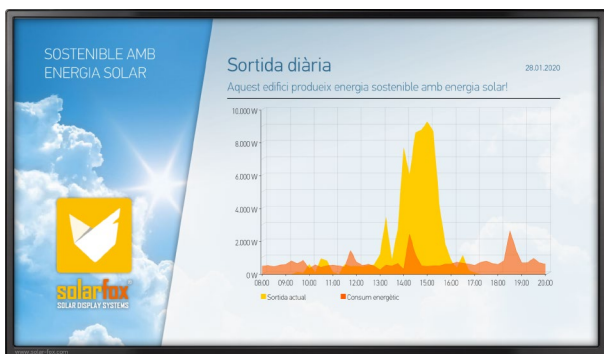 SOSTENIBLE AMB
ENERGIA SOLAR
Sortida diària
28.01.2020
Aquest edifici produeix energia sostenible amb energia solar!
10.000 W
8.000 W
6.000 W
4.000 W
2.000 W
0 W
08:00 09:00 10:00 11:00 12:00 13:00 14:00 15:00 16:00 17:00 18:00 19:00 20:00
Sortida actual
Consum energètic
solarfox
SOLAR DISPLAY SYSTEMS
www.solar-fox.com